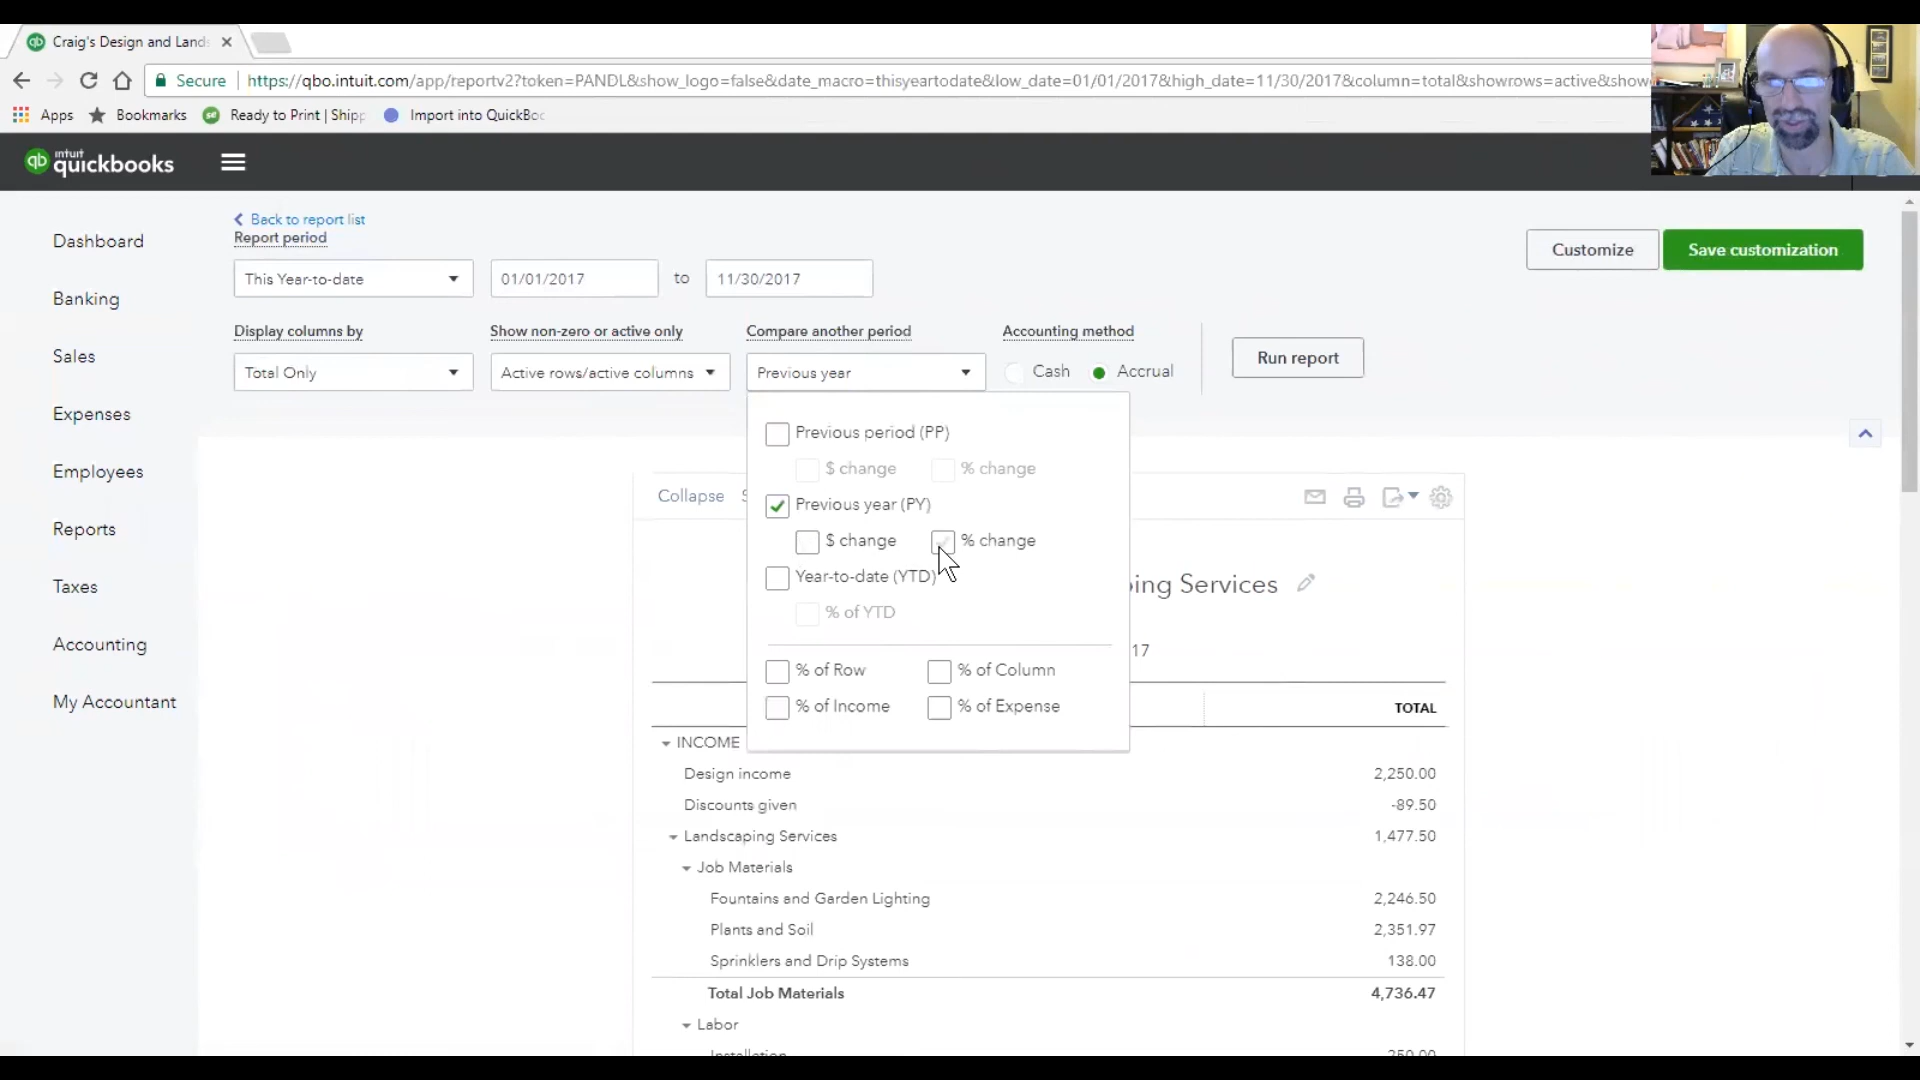 Craig's Design and Lands
Secure
https://qbo.intuit.com/app/reportv2?token=PANDL&show_logo=false&date_macro=thisyeartodate&low_date=01/01/2017&high_date=11/30/2017&column=total&showrows=active&show
Apps
Bookmarks
Ready to Print | Shipp
Import into QuickBoo
qb intuit quickbooks
Dashboard
Banking
Sales
Expenses
Employees
Reports
Taxes
Accounting
My Accountant
Back to report list
Report period
This Year-to-date
01/01/2017
to
11/30/2017
Customize
Save customization
Display columns by
Show non-zero or active only
Compare another period
Accounting method
Total Only
Active rows/active columns
Previous year
Cash
Accrual
Run report
Previous period (PP)
$ change
% change
Previous year (PY)
$ change
% change
Year-to-date (YTD)
% of YTD
% of Row
% of Column
% of Income
% of Expense
Collapse
S
ing Services
17
TOTAL
INCOME
Design income 2,250.00
Discounts given -89.50
Landscaping Services 1,477.50
Job Materials
Fountains and Garden Lighting 2,246.50
Plants and Soil 2,351.97
Sprinklers and Drip Systems 138.00
Total Job Materials 4,736.47
Labor
Installation 250.00